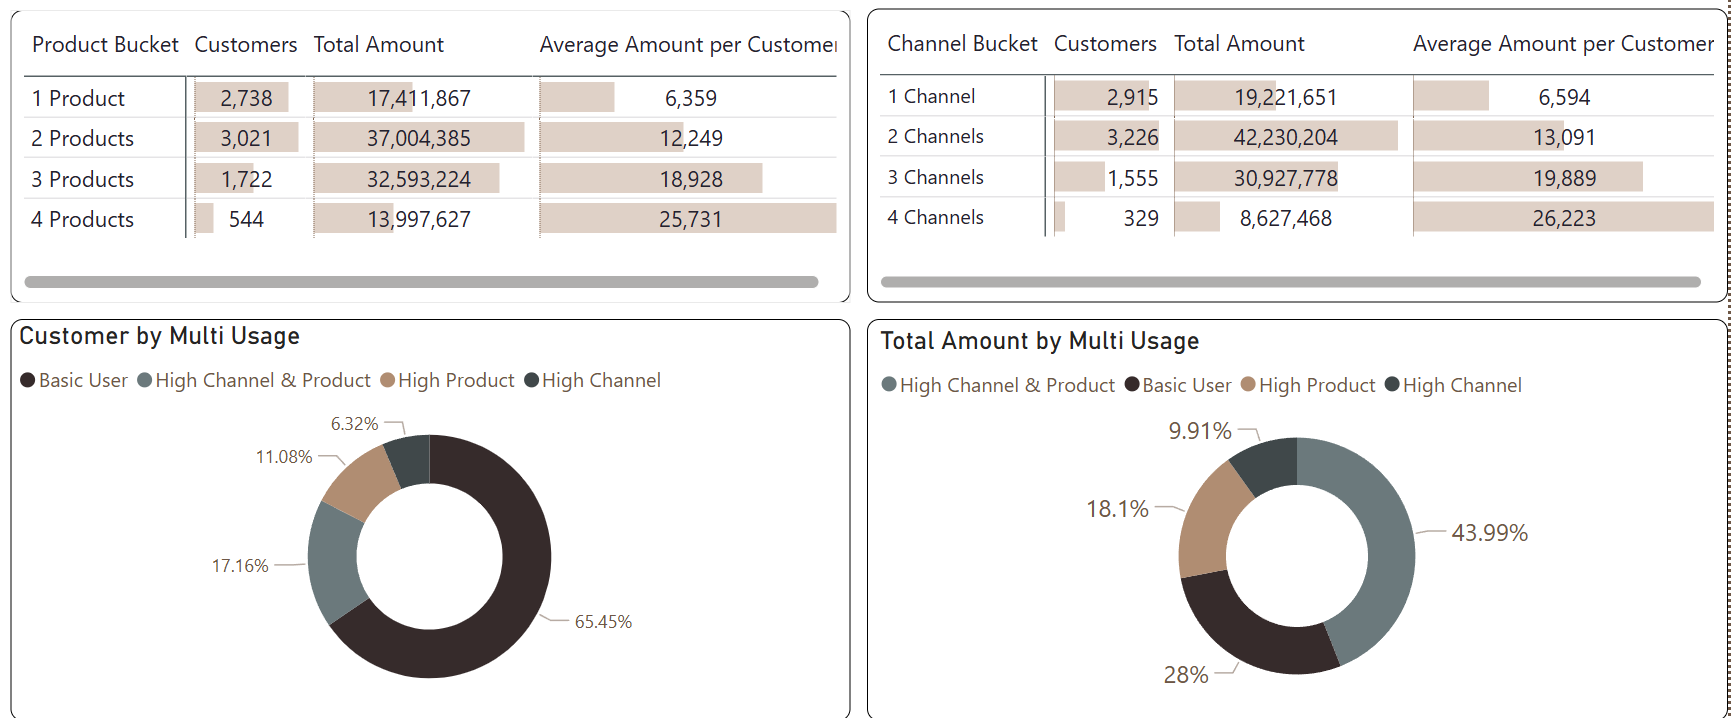 Product Bucket Customers Total Amount Average Amount per Customer
1 Product 2,738 17,411,867 6,359
2 Products 3,021 37,004,385 12,249
3 Products 1,722 32,593,224 18,928
4 Products 544 13,997,627 25,731
Channel Bucket Customers Total Amount Average Amount per Customer
1 Channel 2,915 19,221,651 6,594
2 Channels 3,226 42,230,204 13,091
3 Channels 1,555 30,927,778 19,889
4 Channels 329 8,627,468 26,223
Customer by Multi Usage
Basic User High Channel & Product High Product High Channel
6.32%
11.08%
17.16%
65.45%
Total Amount by Multi Usage
High Channel & Product Basic User High Product High Channel
9.91%
18.1%
43.99%
28%